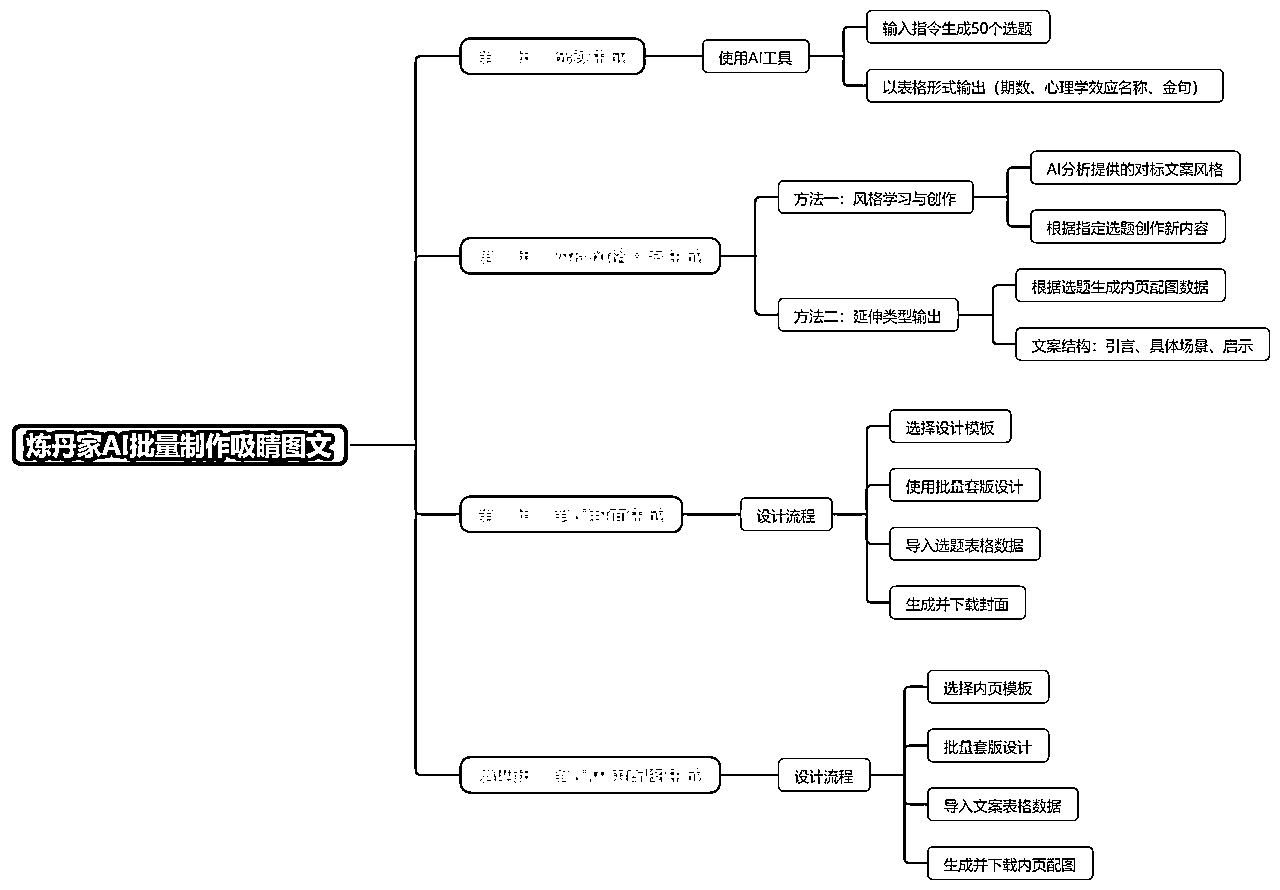 炼丹家AI批量制作吸睛图文
使用AI工具
输入指令生成50个选题
以表格形式输出（期数、心理学效应名称、金句）
方法一：风格学习与创作
AI分析提供的对标文案风格
根据指定选题创作新内容
方法二：延伸类型输出
根据选题生成内页配图数据
文案结构：引言、具体场景、启示
设计流程
选择设计模板
使用批量套版设计
导入选题表格数据
生成并下载封面
设计流程
选择内页模板
批量套版设计
导入文案表格数据
生成并下载内页配图